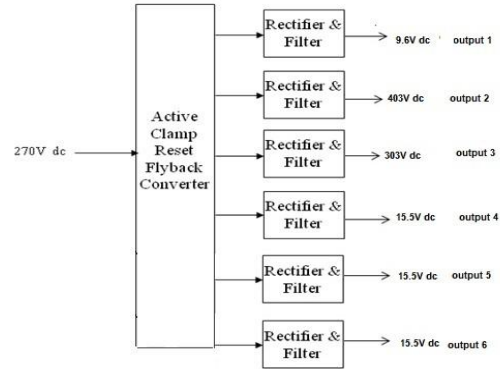 Rectifier &
Filter
9.6V dc output 1
Rectifier &
Filter
403V dc output 2
Active
Clamp
Reset
Flyback
Converter
270V dc
Rectifier &
Filter
303V dc output 3
Rectifier &
Filter
15.5V dc output 4
Rectifier &
Filter
15.5V dc output 5
Rectifier &
Filter
15.5V dc output 6